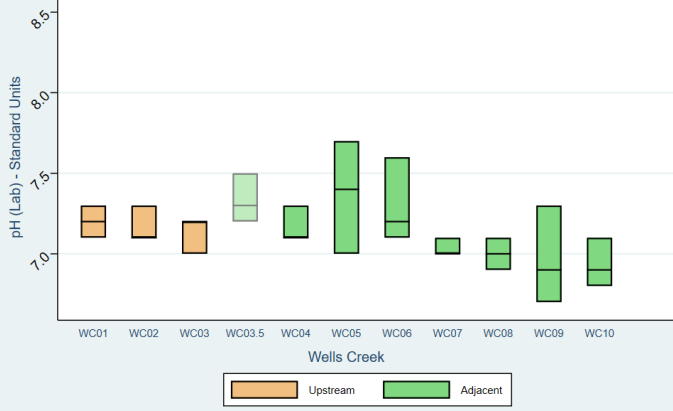 8.5
8.0
7.5
7.0
pH (Lab) - Standard Units
WC01 WC02 WC03 WC03.5 WC04 WC05 WC06 WC07 WC08 WC09 WC10
Wells Creek
Upstream Adjacent